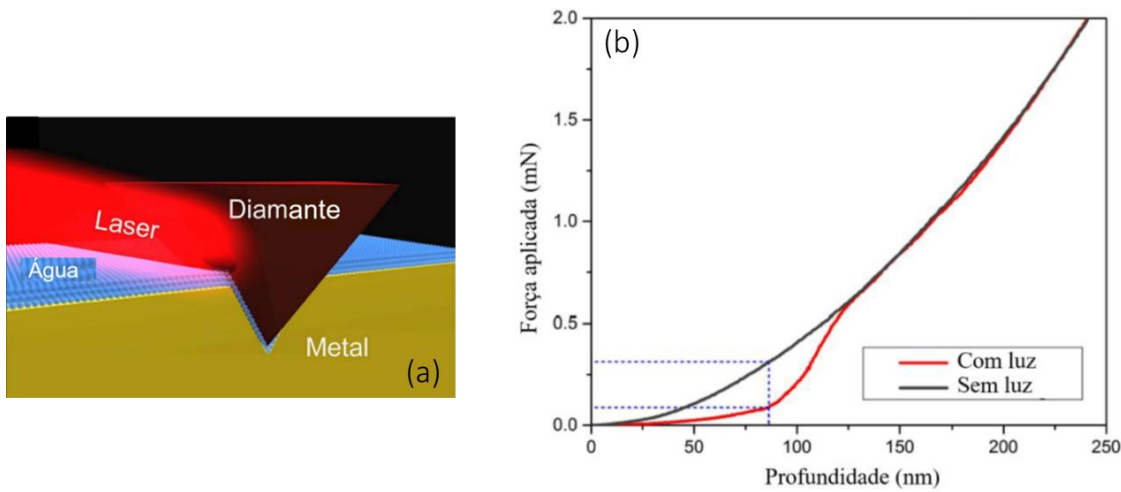 Laser
Diamante
Água
Metal
(a)
(b)
Força aplicada (mN)
2.0
1.5
1.0
0.5
0.0
0
50
100
150
200
250
Profundidade (nm)
Com luz
Sem luz